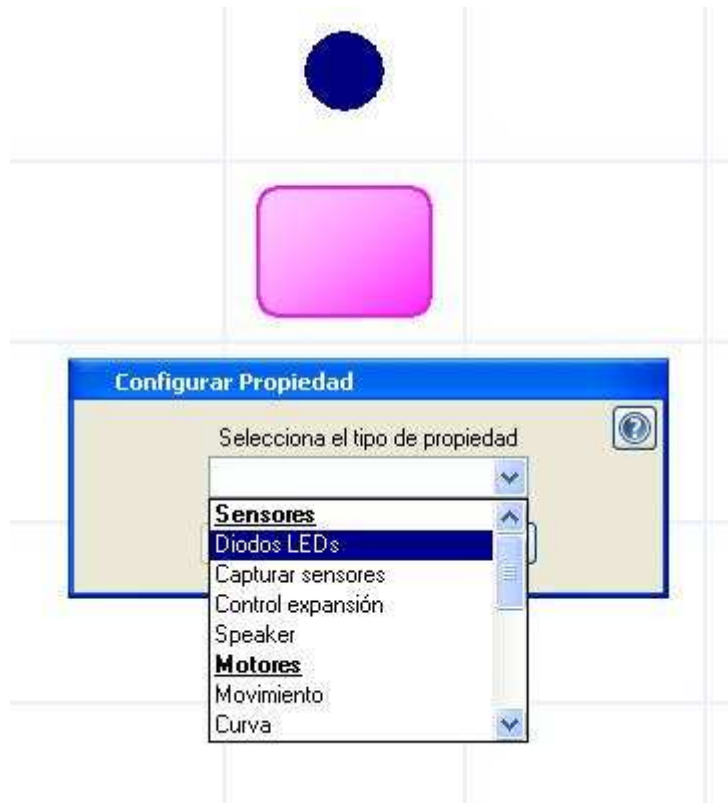 Configurar Propiedad
Selecciona el tipo de propiedad
Sensores
Diodos LEDs
Capturar sensores
Control expansión
Speaker
Motores
Movimiento
Curva